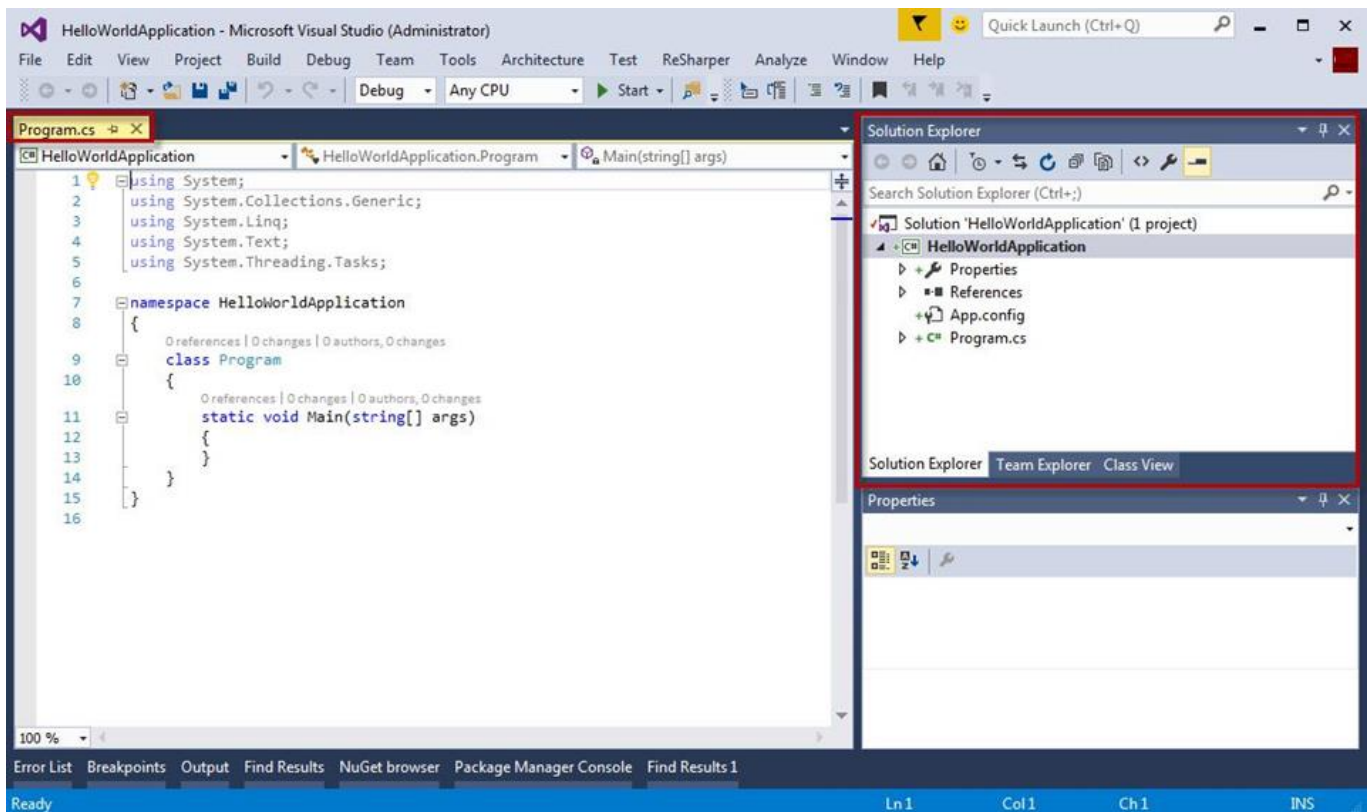 HelloWorldApplication - Microsoft Visual Studio (Administrator)
Quick Launch (Ctrl+Q)
File Edit View Project Build Debug Team Tools Architecture Test ReSharper Analyze Window Help
Debug Any CPU Start
Program.cs
HelloWorldApplication HelloWorldApplication.Program Main(string[] args)
1 using System;
2 using System.Collections.Generic;
3 using System.Linq;
4 using System.Text;
5 using System.Threading.Tasks;
6
7 namespace HelloWorldApplication
8 {
0 references | 0 changes | 0 authors, 0 changes
9 class Program
10 {
0 references | 0 changes | 0 authors, 0 changes
11 static void Main(string[] args)
12 {
13 }
14 }
15 }
16
100 %
Solution Explorer
Search Solution Explorer (Ctrl+;)
Solution 'HelloWorldApplication' (1 project)
C# HelloWorldApplication
Properties
References
App.config
C# Program.cs
Solution Explorer Team Explorer Class View
Properties
Error List Breakpoints Output Find Results NuGet browser Package Manager Console Find Results 1
Ready Ln 1 Col 1 Ch 1 INS